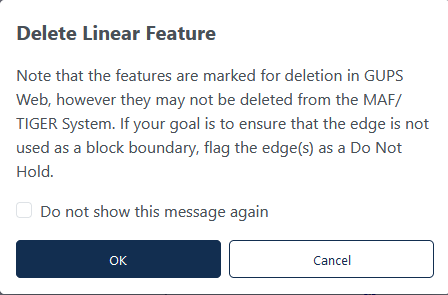 Delete Linear Feature
Note that the features are marked for deletion in GUPS
Web, however they may not be deleted from the MAF/
TIGER System. If your goal is to ensure that the edge is not
used as a block boundary, flag the edge(s) as a Do Not
Hold.
Do not show this message again
OK
Cancel